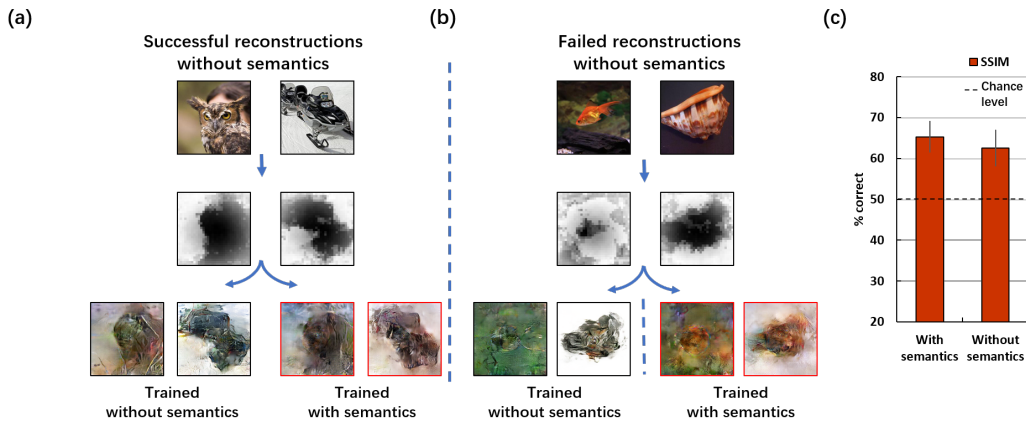 (a)
Successful reconstructions
without semantics
Trained
without semantics
Trained
with semantics
(b)
Failed reconstructions
without semantics
Trained
without semantics
Trained
with semantics
(c)
SSIM
Chance
level
80
70
60
50
40
30
20
% correct
With
semantics
Without
semantics